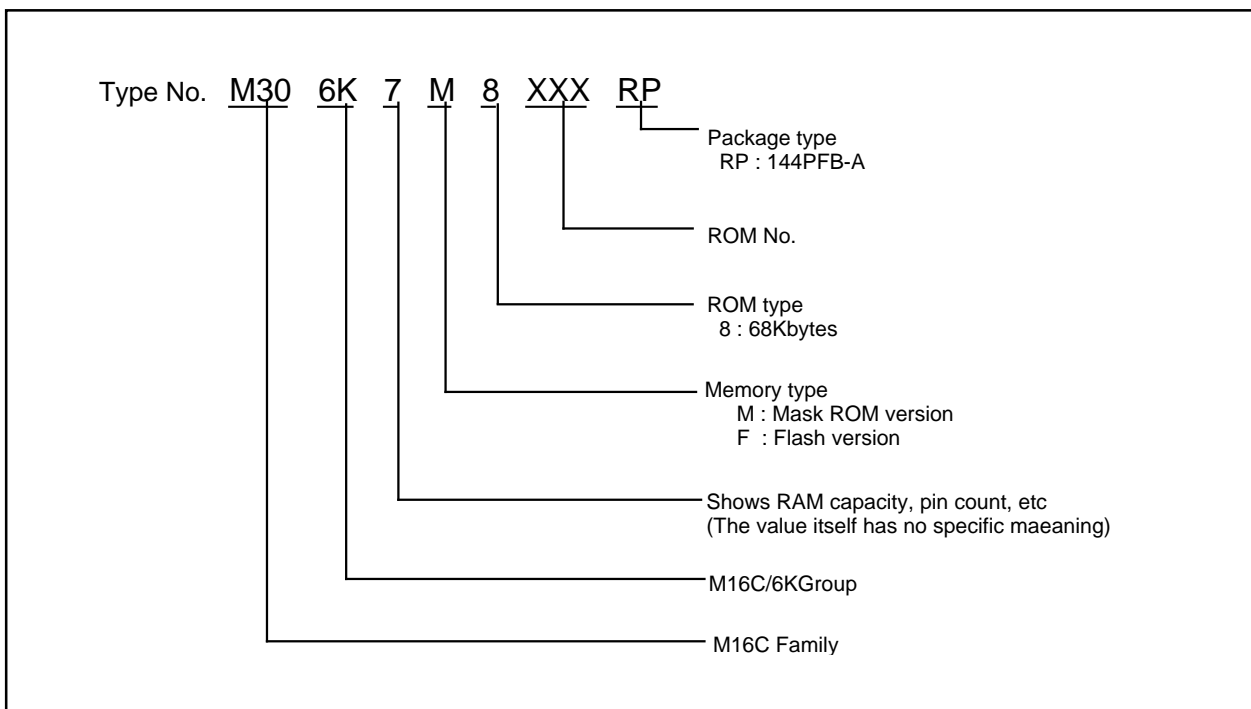 Type No. M30 6K 7 M 8 XXX RP
Package type
RP : 144PFB-A
ROM No.
ROM type
8 : 68Kbytes
Memory type
M : Mask ROM version
F : Flash version
Shows RAM capacity, pin count, etc
(The value itself has no specific maeaning)
M16C/6KGroup
M16C Family